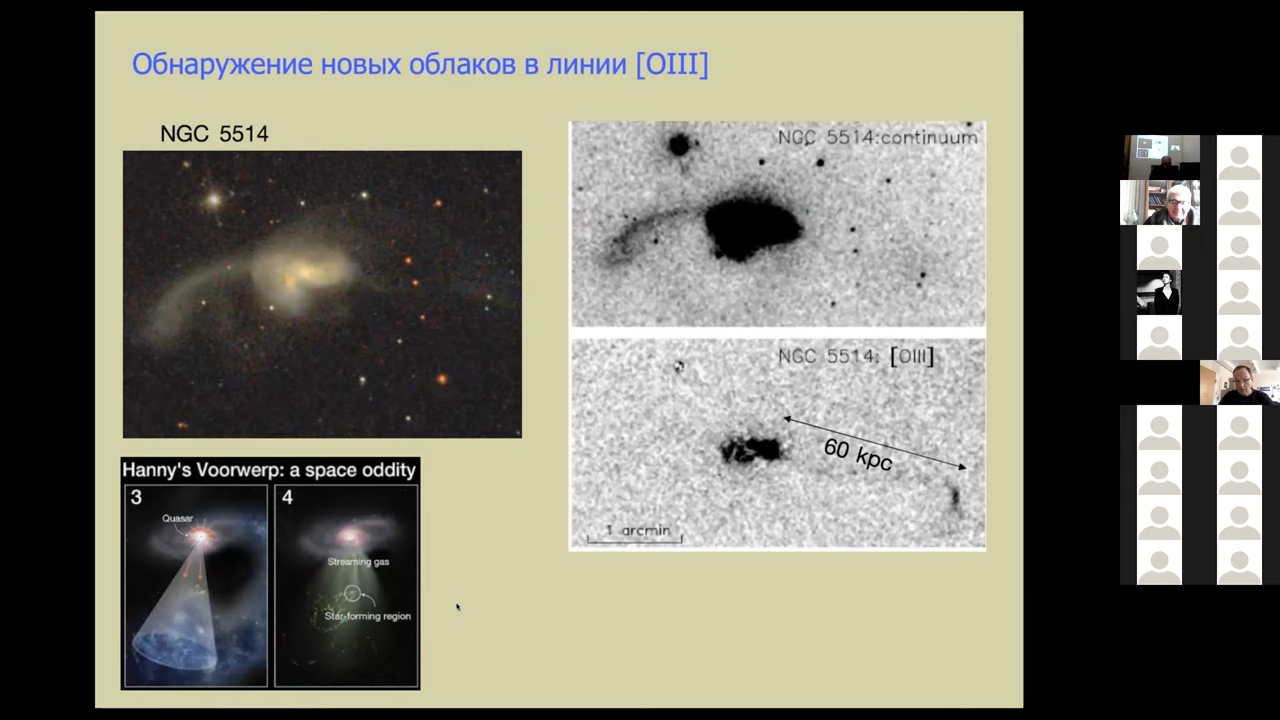 Обнаружение новых облаков в линии [OIII]
NGC 5514
NGC 5514:continuum
NGC 5514: [OIII]
60 kpc
1 arcmin
Hanny's Voorwerp: a space oddity
3
Quasar
4
Streaming gas
Star-forming region